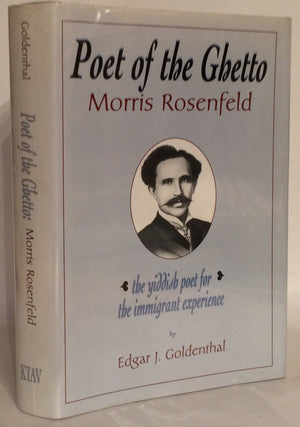 Goldenthal
Poet of the Ghetto:
Morris Rosenfeld
KTAV
Poet of the Ghetto
Morris Rosenfeld
the yiddish poet for
the immigrant experience
by
Edgar J. Goldenthal